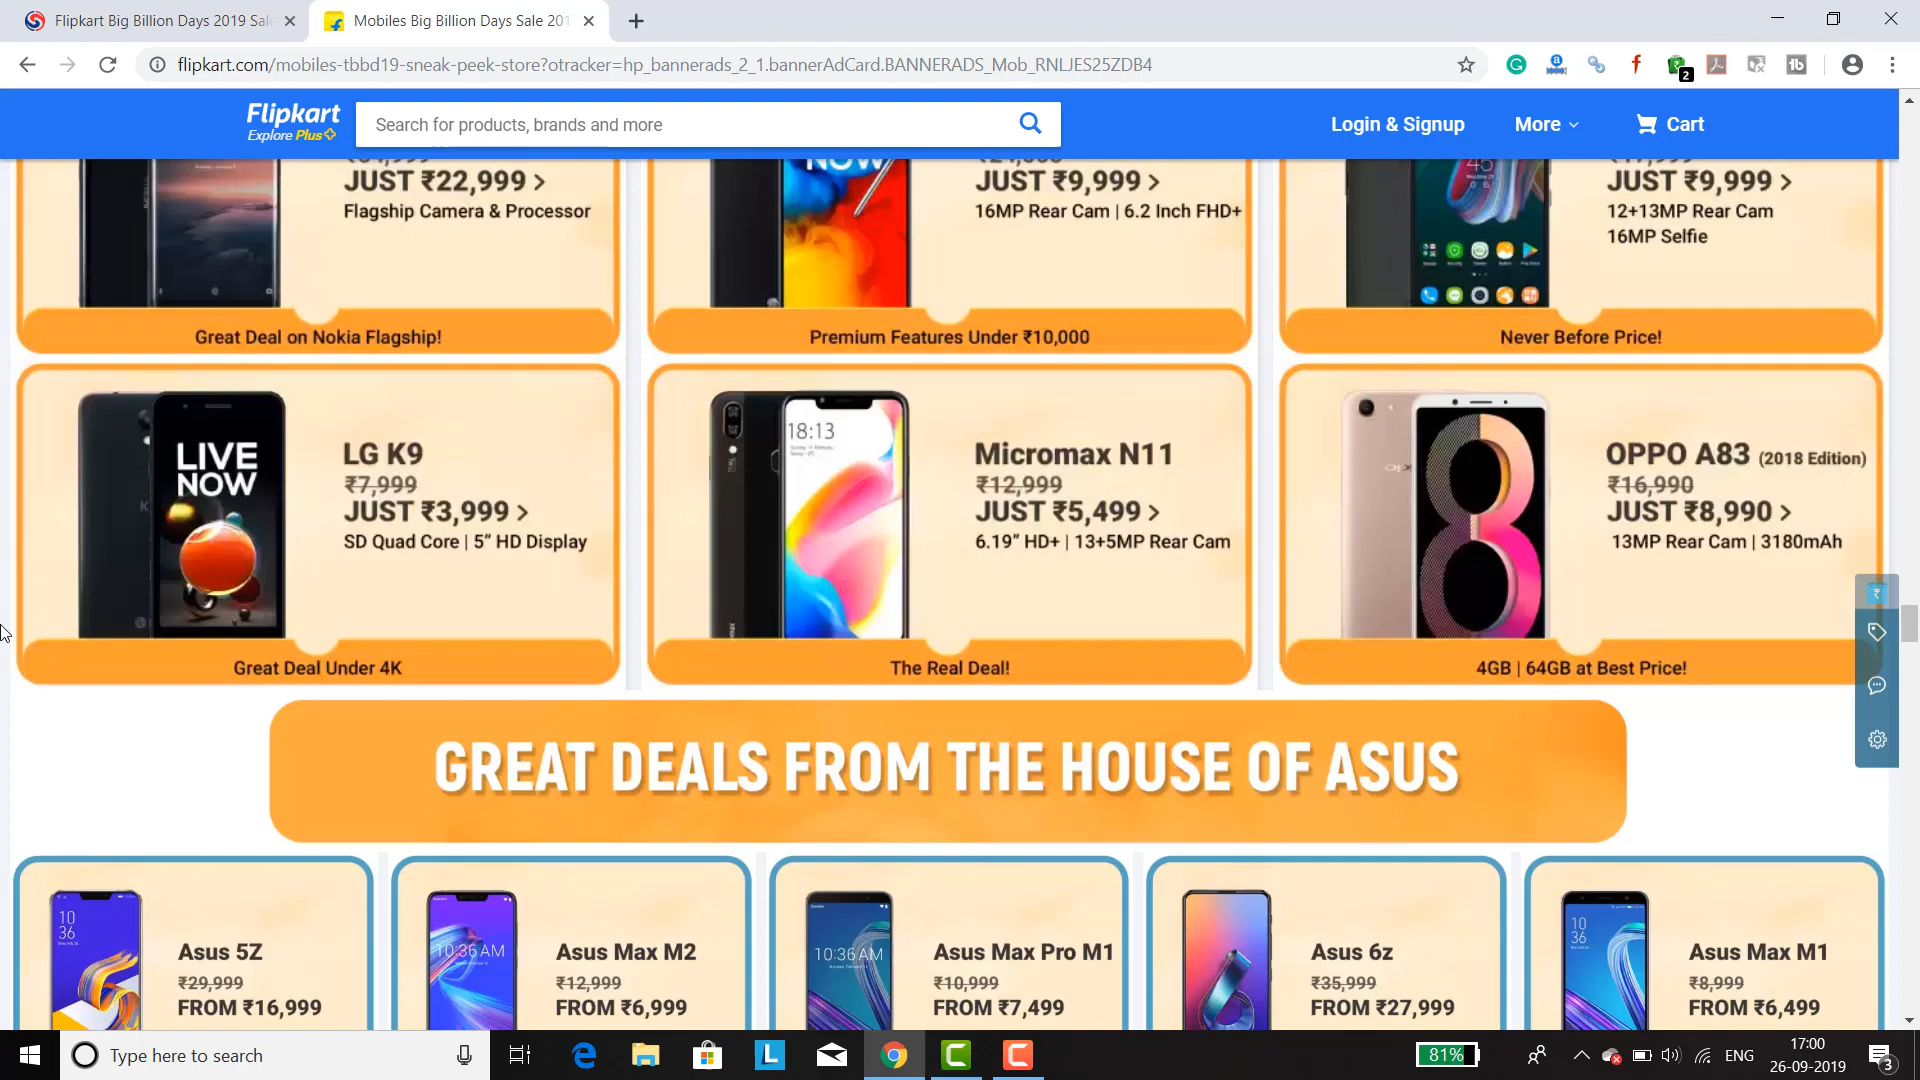 Flipkart Big Billion Days 2019 Sal
Mobiles Big Billion Days Sale 201
flipkart.com/mobiles-tbbd19-sneak-peek-store?otracker=hp_bannerads_2_1.bannerAdCard.BANNERADS_Mob_RNLJES25ZDB4
2
Flipkart
Explore Plus
Search for products, brands and more
Login & Signup
More
Cart
JUST ₹22,999 >
Flagship Camera & Processor
Great Deal on Nokia Flagship!
NOW
JUST ₹9,999 >
16MP Rear Cam | 6.2 Inch FHD+
Premium Features Under ₹10,000
JUST ₹9,999 >
12+13MP Rear Cam
16MP Selfie
Never Before Price!
LIVE
NOW
LG K9
₹7,999
JUST ₹3,999 >
SD Quad Core | 5” HD Display
Great Deal Under 4K
18:13
Micromax N11
₹12,999
JUST ₹5,499 >
6.19” HD+ | 13+5MP Rear Cam
The Real Deal!
OPPO A83 (2018 Edition)
₹16,990
JUST ₹8,990 >
13MP Rear Cam | 3180mAh
4GB | 64GB at Best Price!
GREAT DEALS FROM THE HOUSE OF ASUS
10
36
Asus 5Z
₹29,999
FROM ₹16,999
10:36 AM
Asus Max M2
₹12,999
FROM ₹6,999
10:36 AM
Asus Max Pro M1
₹10,999
FROM ₹7,499
Asus 6z
₹35,999
FROM ₹27,999
10
36
Asus Max M1
₹8,999
FROM ₹6,499
Type here to search
81%
ENG
17:00
26-09-2019
3